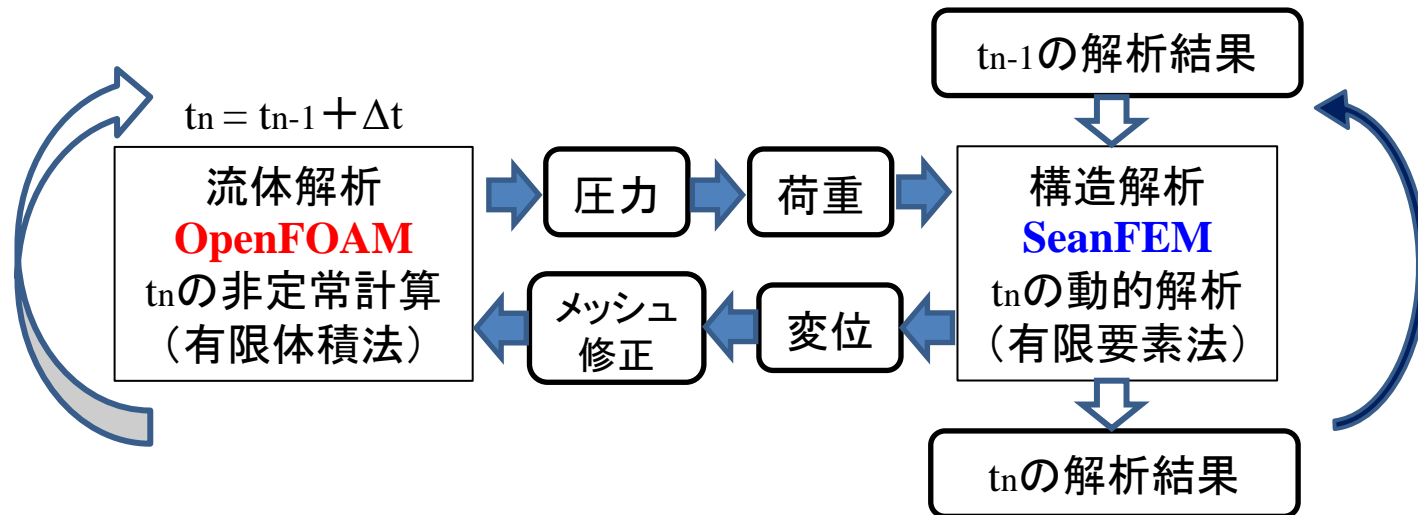 tn-1の解析結果
tn = tn-1＋Δt
流体解析
OpenFOAM
tnの非定常計算
（有限体積法）
圧力
荷重
構造解析
SeanFEM
tnの動的解析
（有限要素法）
メッシュ
修正
変位
tnの解析結果